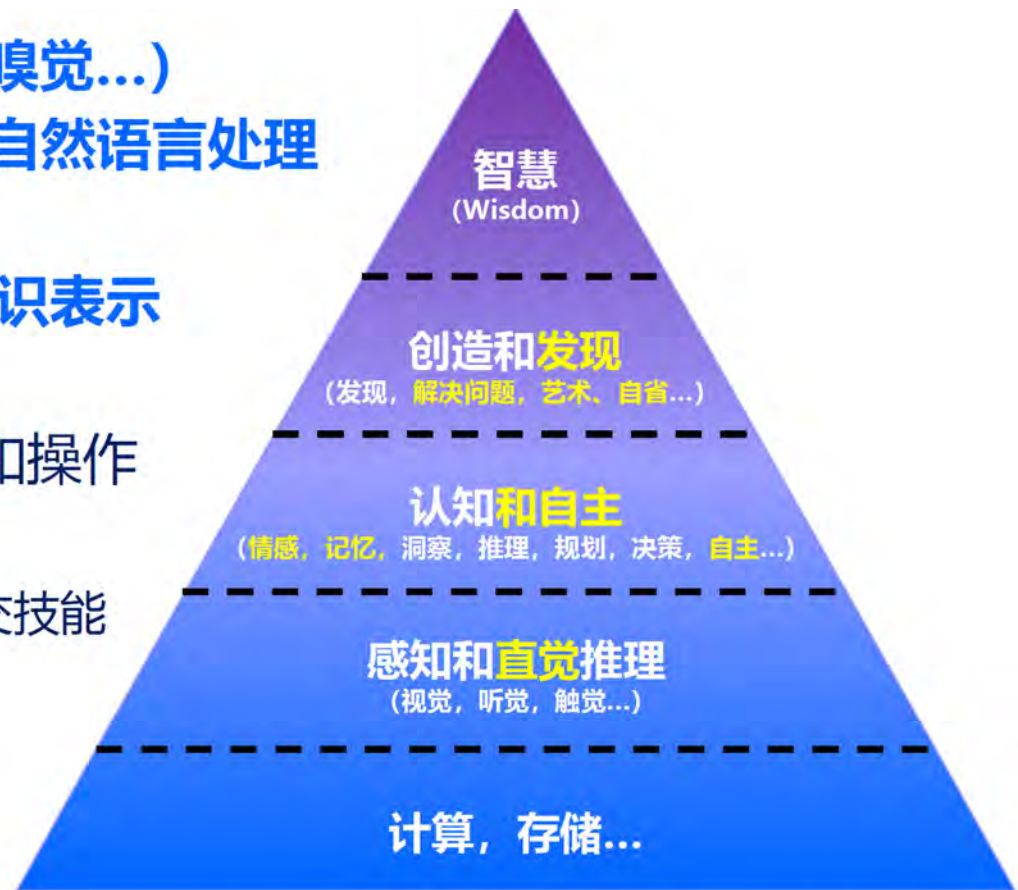 嗅觉...)
自然语言处理
识表示
和操作
交技能
智慧
(Wisdom)
创造和发现
(发现, 解决问题, 艺术、自省...)
认知和自主
(情感, 记忆, 洞察, 推理, 规划, 决策, 自主...)
感知和直觉推理
(视觉, 听觉, 触觉...)
计算, 存储...